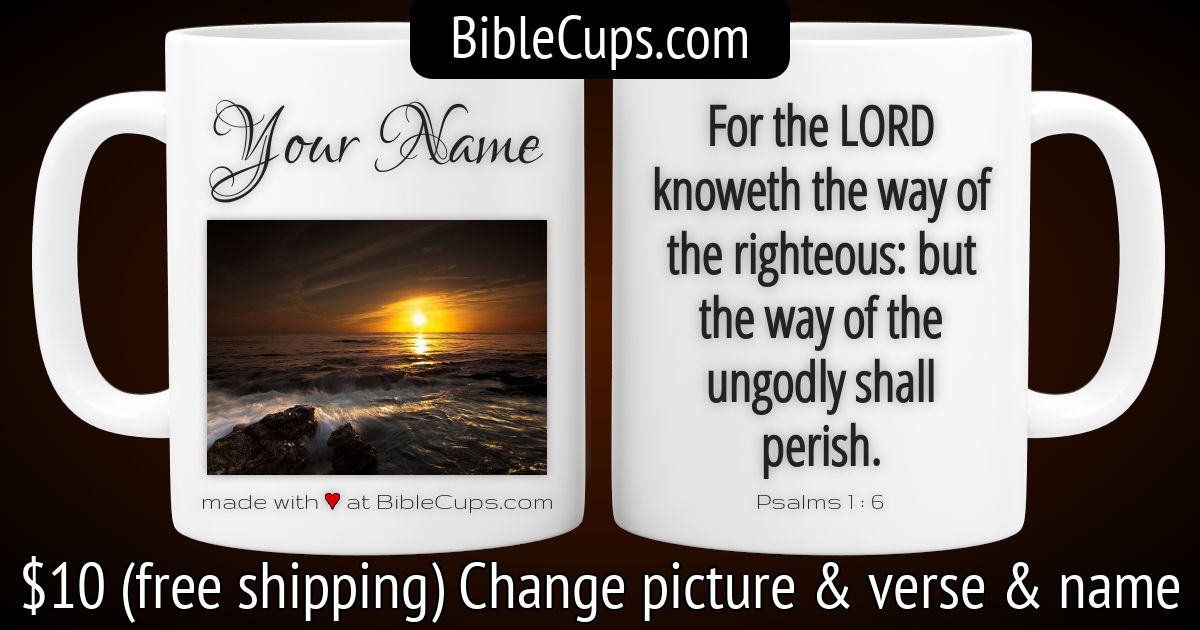 BibleCups.com
Your Name
made with ♥ at BibleCups.com
For the LORD
knoweth the way of
the righteous: but
the way of the
ungodly shall
perish.
Psalms 1 : 6
$10 (free shipping) Change picture & verse & name